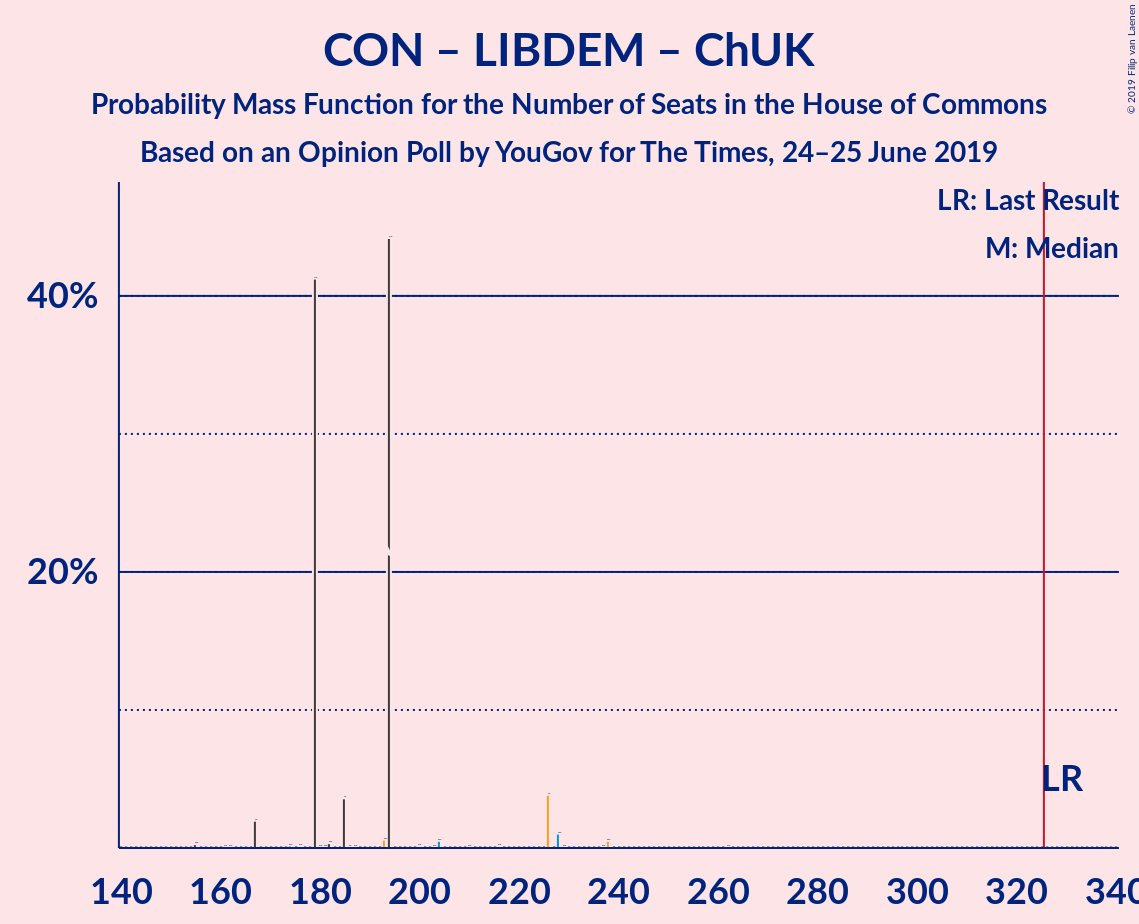 CON – LIBDEM – ChUK
Probability Mass Function for the Number of Seats in the House of Commons
Based on an Opinion Poll by YouGov for The Times, 24–25 June 2019
© 2019 Filip van Laenen
LR: Last Result
M: Median
40%
20%
LR
140 160 180 200 220 240 260 280 300 320 340